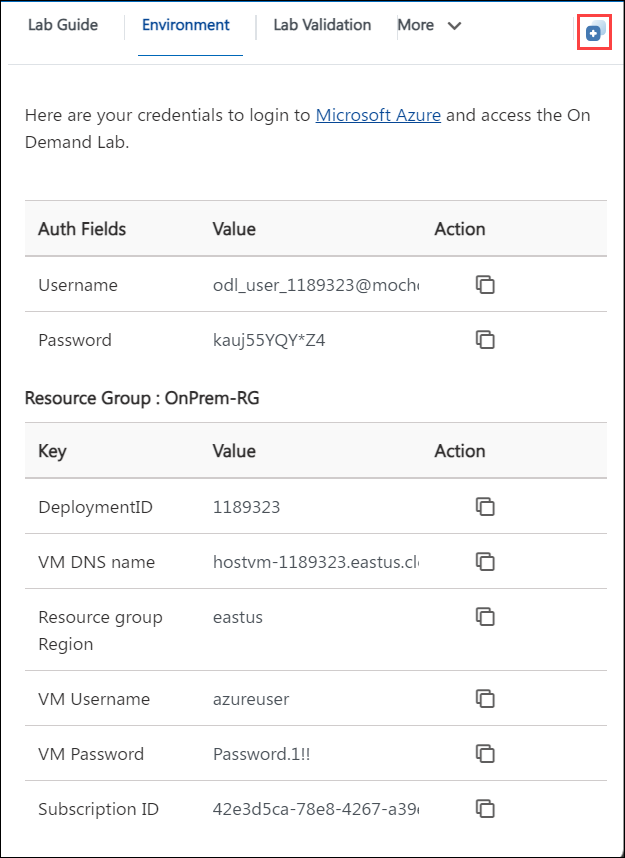 Lab Guide Environment Lab Validation More
Here are your credentials to login to Microsoft Azure and access the On
Demand Lab.
Auth Fields Value Action
Username odl_user_1189323@moch
Password kauj55YQY*Z4
Resource Group : OnPrem-RG
Key Value Action
DeploymentID 1189323
VM DNS name hostvm-1189323.eastus.cl
Resource group eastus
Region
VM Username azureuser
VM Password Password.1!!
Subscription ID 42e3d5ca-78e8-4267-a39